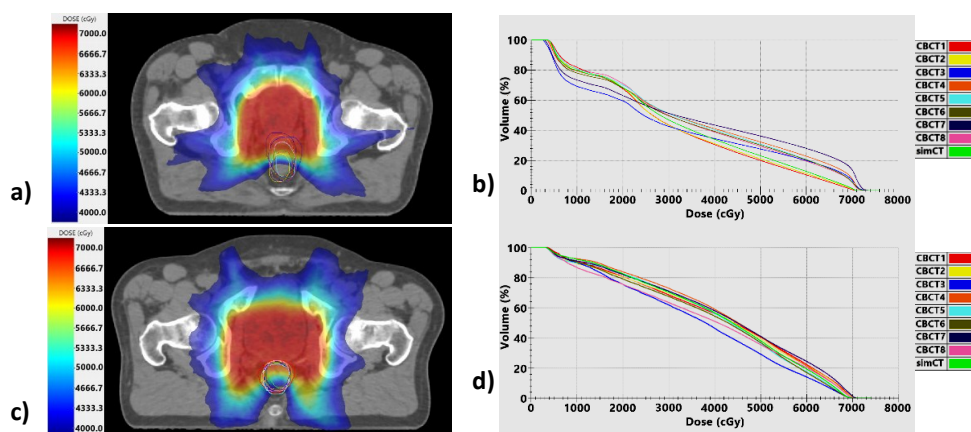 a)
DOSE (cGy)
7000.0
6666.7
6333.3
6000.0
5666.7
5333.3
5000.0
4666.7
4333.3
4000.0
b)
Volume (%)
100
80
60
40
20
0
0 1000 2000 3000 4000 5000 6000 7000 8000
Dose (cGy)
CBCT1
CBCT2
CBCT3
CBCT4
CBCT5
CBCT6
CBCT7
CBCT8
simCT
c)
DOSE (cGy)
7000.0
6666.7
6333.3
6000.0
5666.7
5333.3
5000.0
4666.7
4333.3
4000.0
d)
Volume (%)
100
80
60
40
20
0
0 1000 2000 3000 4000 5000 6000 7000 8000
Dose (cGy)
CBCT1
CBCT2
CBCT3
CBCT4
CBCT5
CBCT6
CBCT7
CBCT8
simCT